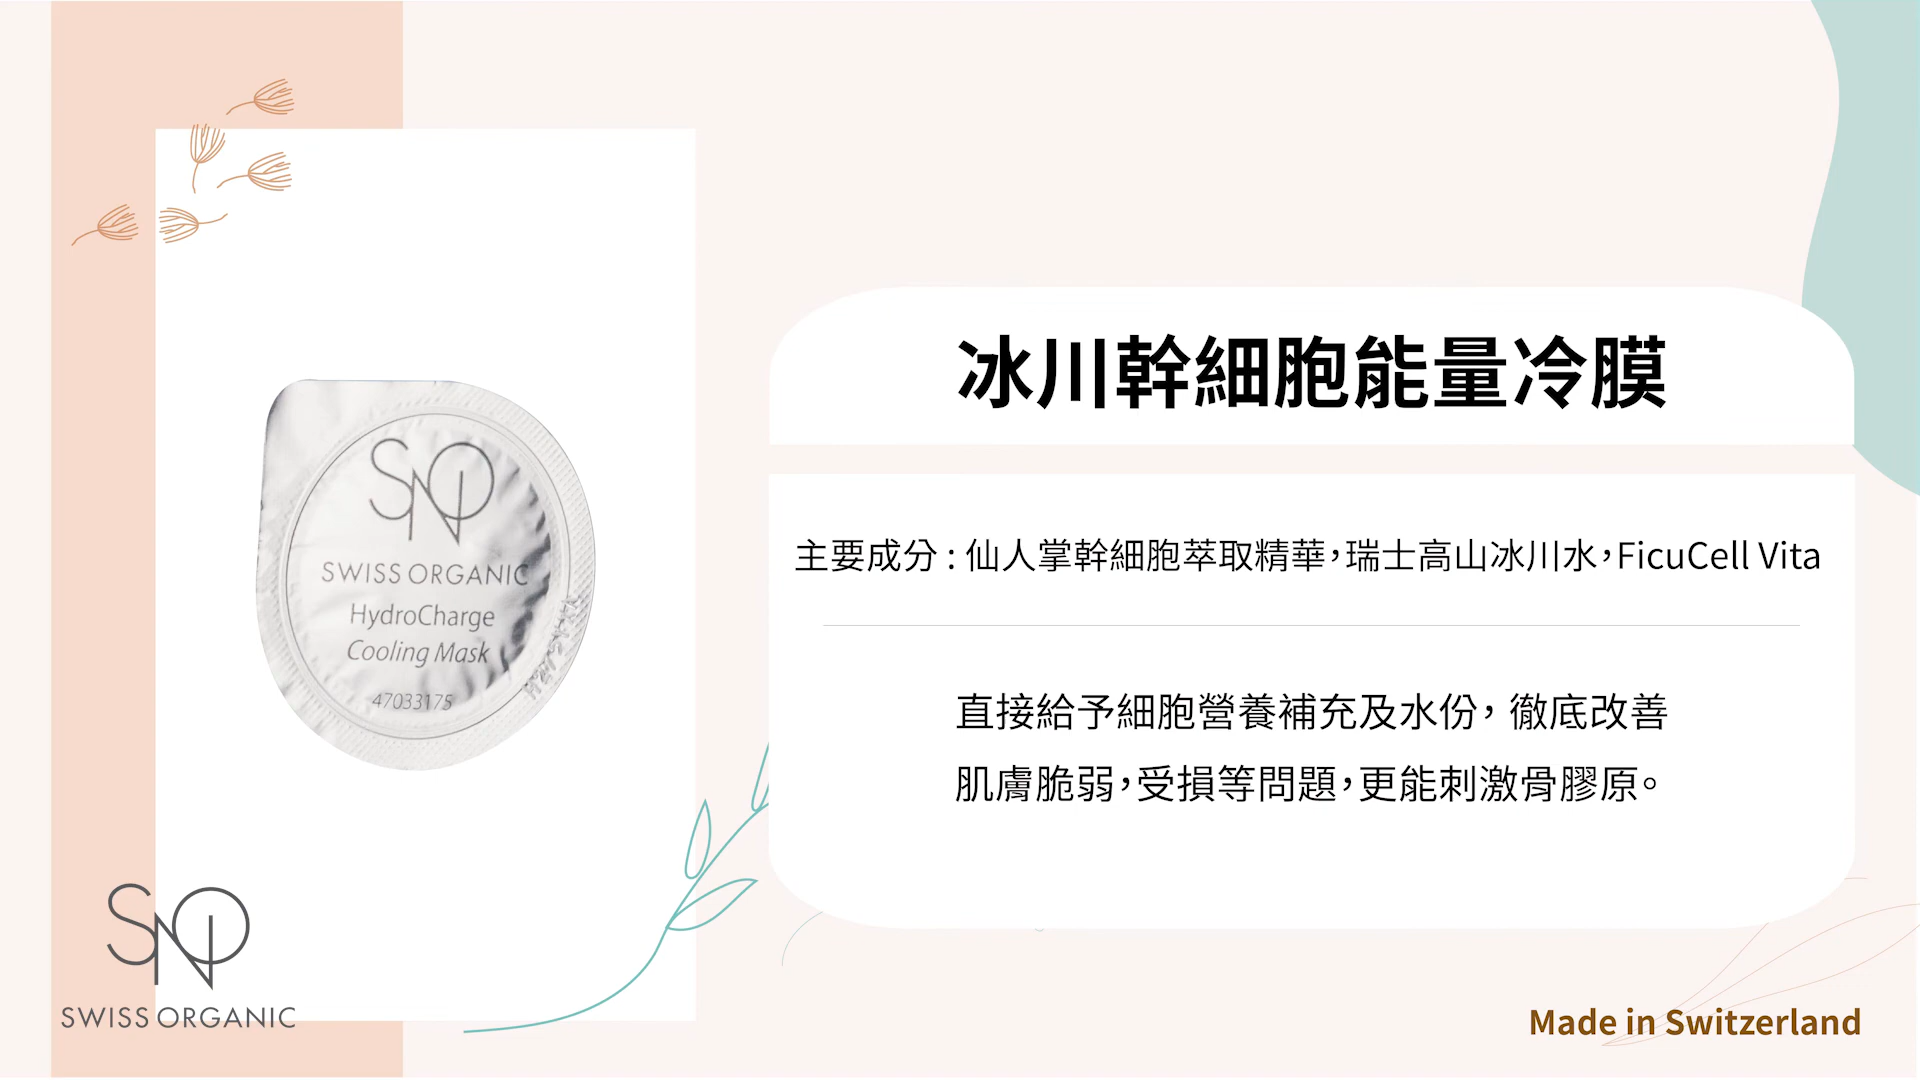 SNO
SWISS ORGANIC
HydroCharge
Cooling Mask
47033175
冰川幹細胞能量冷膜
主要成分 : 仙人掌幹細胞萃取精華，瑞士高山冰川水，FicuCell Vita
直接給予細胞營養補充及水份， 徹底改善
肌膚脆弱，受損等問題，更能刺激骨膠原。
SNO
SWISS ORGANIC
Made in Switzerland